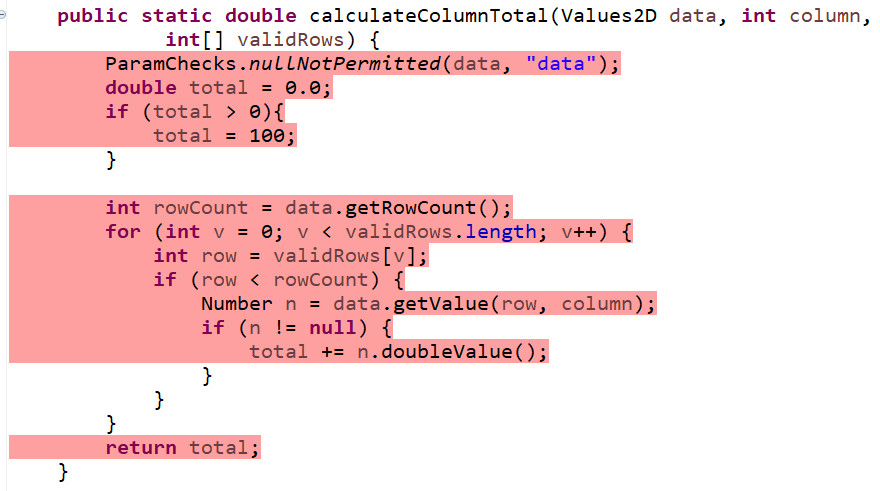 public static double calculateColumnTotal(Values2D data, int column,
        int[] validRows) {
    ParamChecks.nullNotPermitted(data, "data");
    double total = 0.0;
    if (total > 0){
        total = 100;
    }

    int rowCount = data.getRowCount();
    for (int v = 0; v < validRows.length; v++) {
        int row = validRows[v];
        if (row < rowCount) {
            Number n = data.getValue(row, column);
            if (n != null) {
                total += n.doubleValue();
            }
        }
    }
    return total;
}